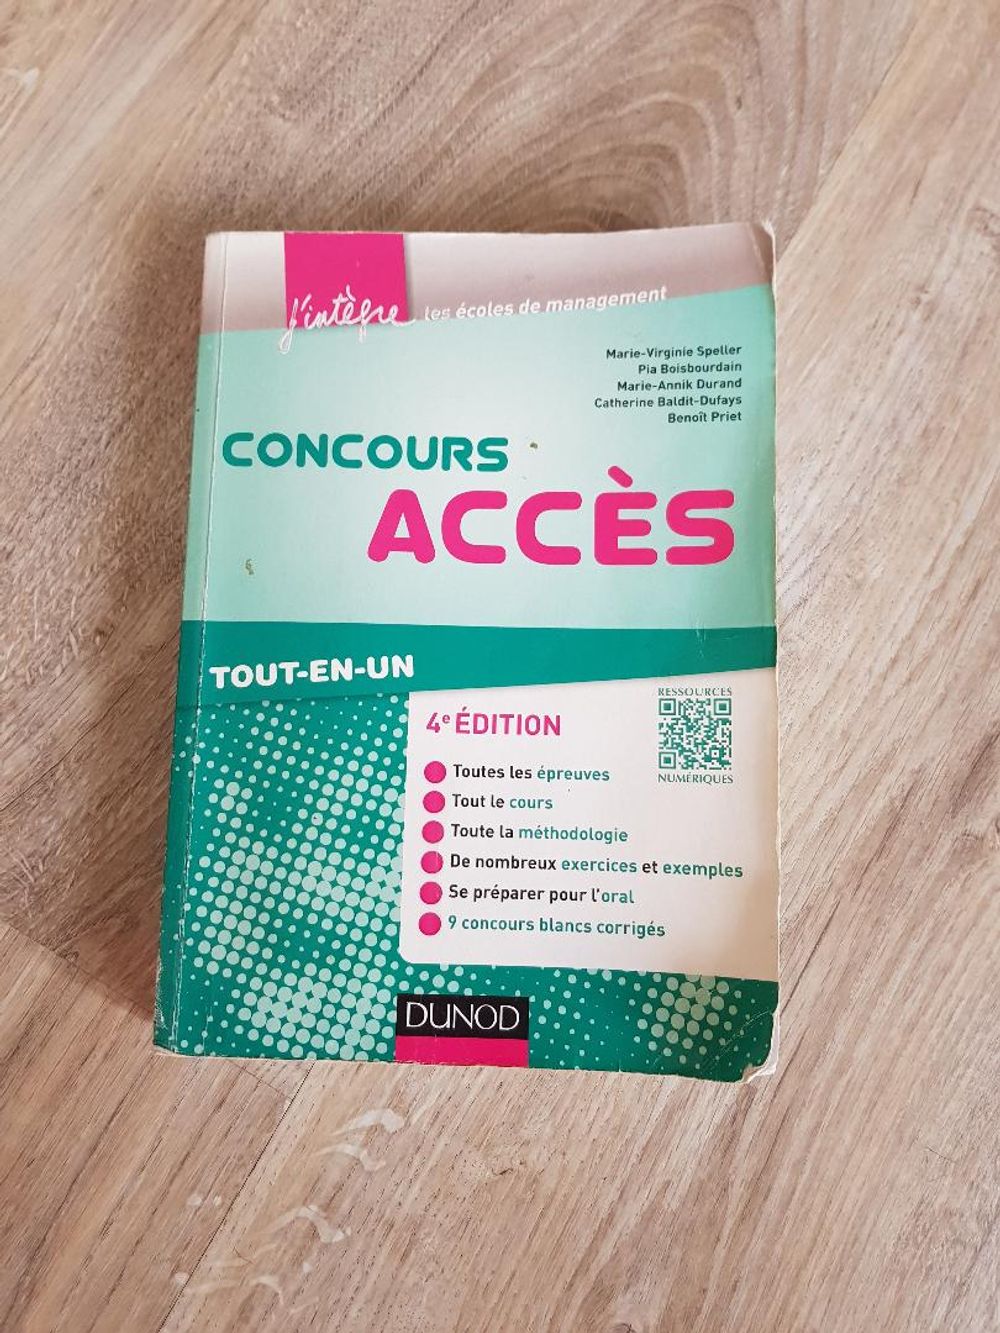 j'intègre les écoles de management
Marie-Virginie Speller
Pia Boisbourdain
Marie-Annik Durand
Catherine Baldit-Dufays
Benoît Priet
CONCOURS
ACCÈS
TOUT-EN-UN
RESSOURCES
NUMÉRIQUES
4e ÉDITION
Toutes les épreuves
Tout le cours
Toute la méthodologie
De nombreux exercices et exemples
Se préparer pour l'oral
9 concours blancs corrigés
DUNOD